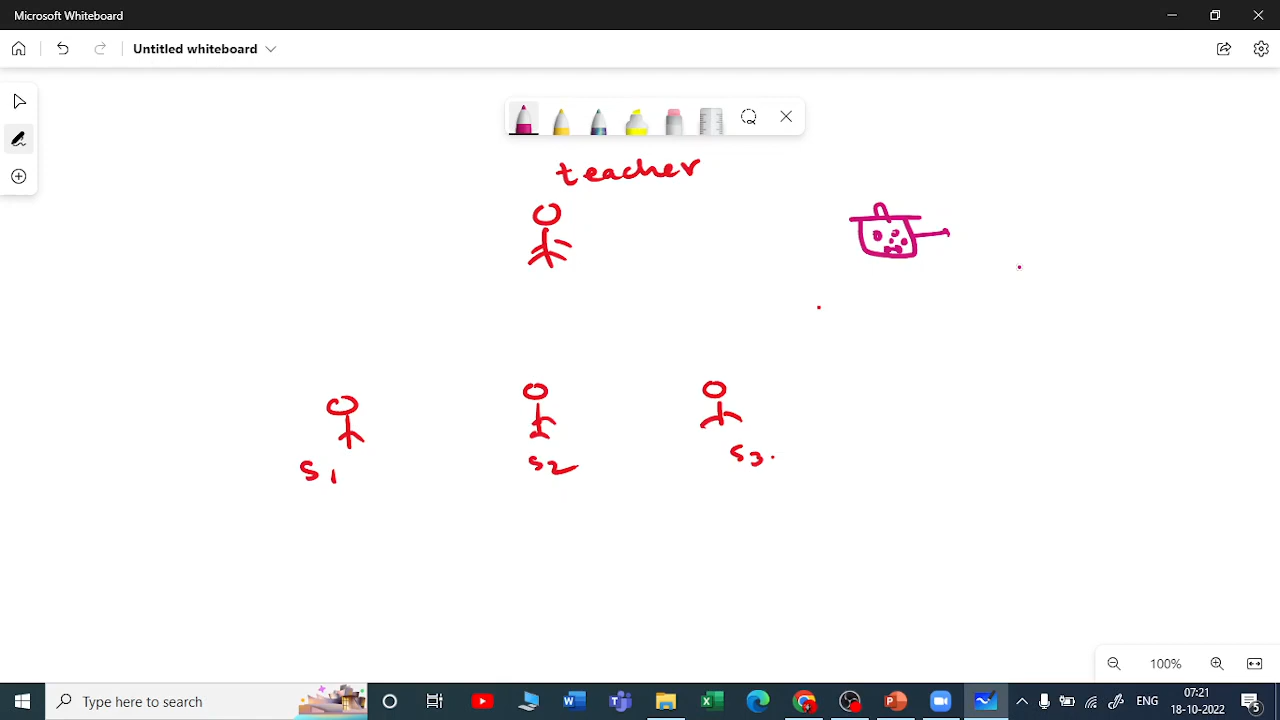 Microsoft Whiteboard
Untitled whiteboard
teacher
S1
S2
S3
100%
Type here to search
ENG
07:21
18-10-2022
5